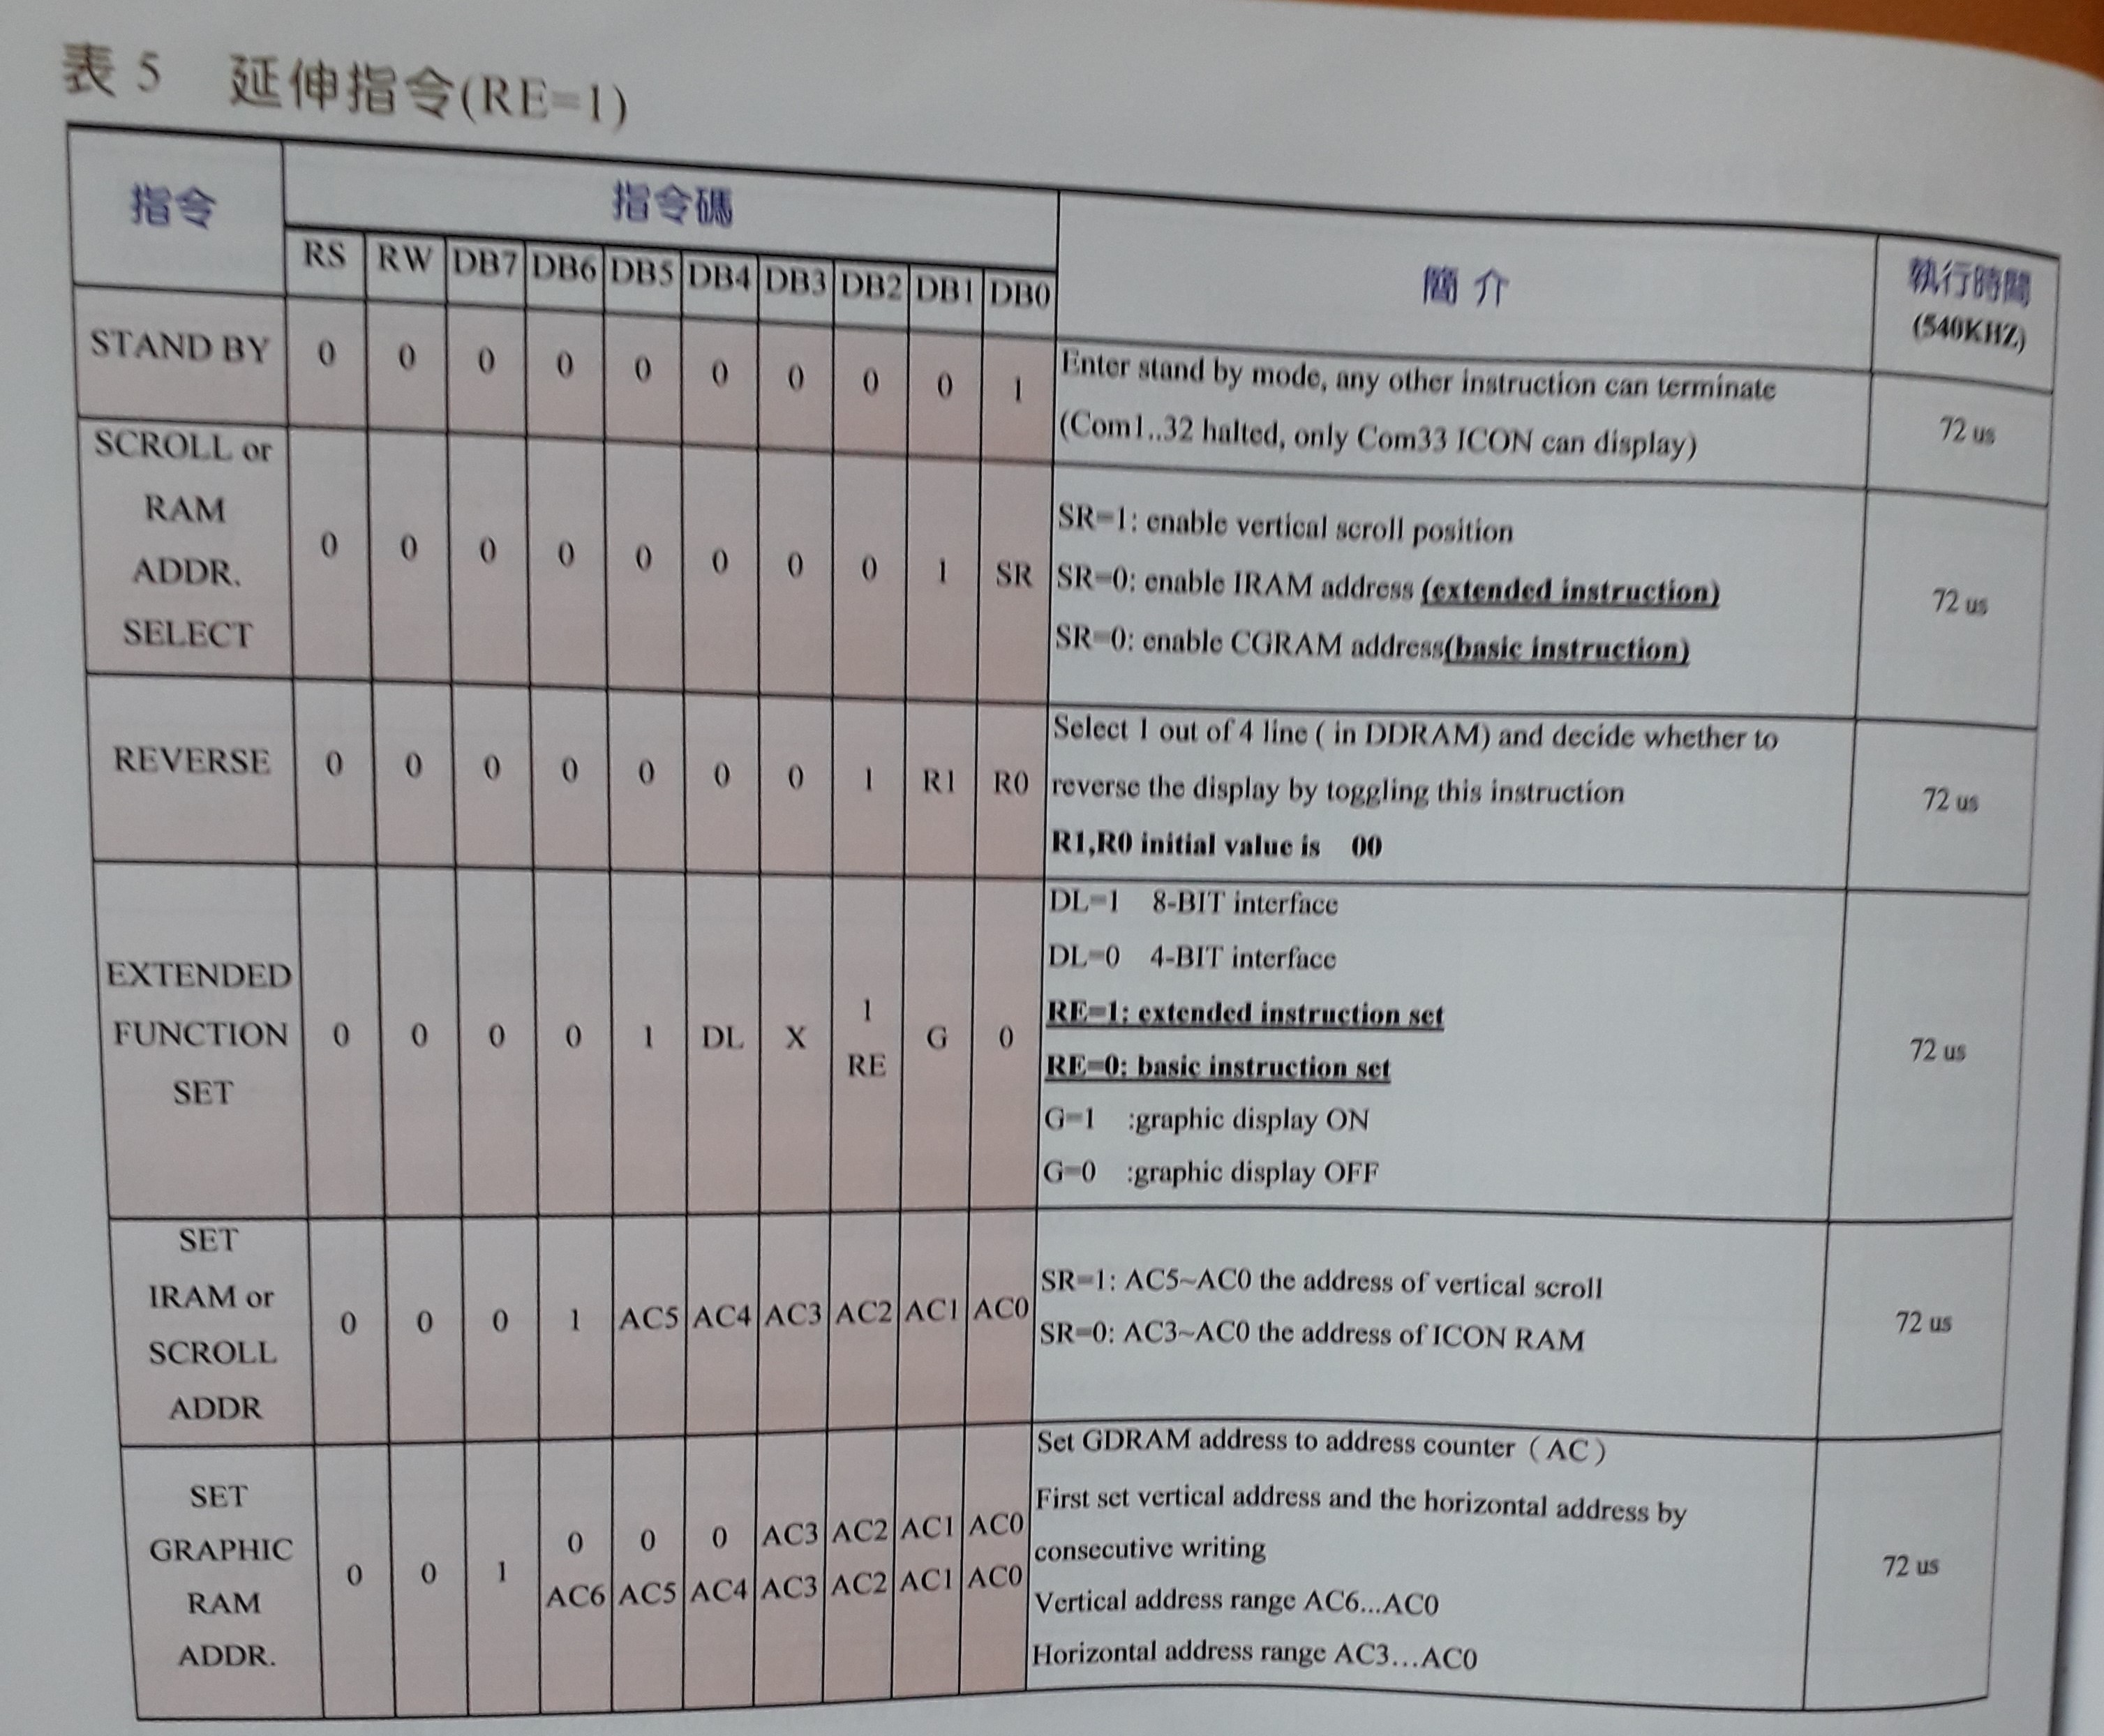 表 5 延伸指令(RE=1)
指令 指令碼 簡 介 執行時間
(540KHZ)
RS RW DB7 DB6 DB5 DB4 DB3 DB2 DB1 DB0
STAND BY 0 0 0 0 0 0 0 0 0 1 Enter stand by mode, any other instruction can terminate
(Com1..32 halted, only Com33 ICON can display) 72 us
SCROLL or
RAM
ADDR.
SELECT
0 0 0 0 0 0 0 0 1 SR
SR=1: enable vertical scroll position
SR=0: enable IRAM address (extended instruction)
SR=0: enable CGRAM address(basic instruction)
72 us
REVERSE 0 0 0 0 0 0 0 1 R1 R0
Select 1 out of 4 line ( in DDRAM) and decide whether to
reverse the display by toggling this instruction
R1,R0 initial value is 00
72 us
EXTENDED
FUNCTION
SET
0 0 0 0 1 DL X 1 RE G 0
DL=1 8-BIT interface
DL=0 4-BIT interface
RE=1: extended instruction set
RE=0: basic instruction set
G=1 :graphic display ON
G=0 :graphic display OFF
72 us
SET
IRAM or
SCROLL
ADDR
0 0 0 1 AC5 AC4 AC3 AC2 AC1 AC0
SR=1: AC5~AC0 the address of vertical scroll
SR=0: AC3~AC0 the address of ICON RAM
72 us
SET
GRAPHIC
RAM
ADDR.
0 0 1
0 0 0 AC3 AC2 AC1 AC0
AC6 AC5 AC4 AC3 AC2 AC1 AC0
Set GDRAM address to address counter（AC）
First set vertical address and the horizontal address by
consecutive writing
Vertical address range AC6...AC0
Horizontal address range AC3…AC0
72 us